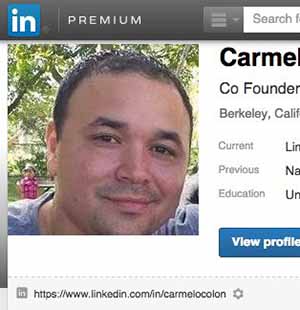 in PREMIUM Search fo
Carmel
Co Founder
Berkeley, Calif
Current Lin
Previous Na
Education Un
View profile
in https://www.linkedin.com/in/carmelocolon